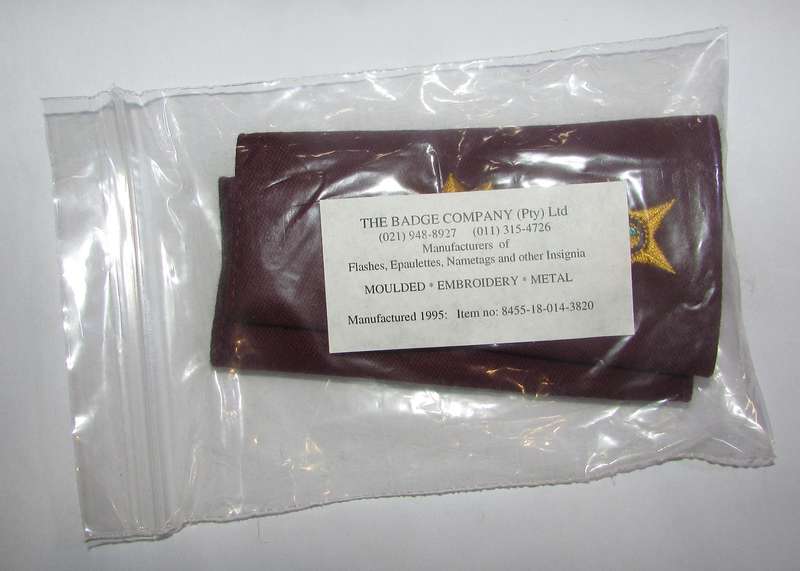 THE BADGE COMPANY (Pty) Ltd
(021) 948-8927 (011) 315-4726
Manufacturers of
Flashes, Epaulettes, Nametags and other Insignia
MOULDED * EMBROIDERY * METAL
Manufactured 1995: Item no: 8455-18-014-3820